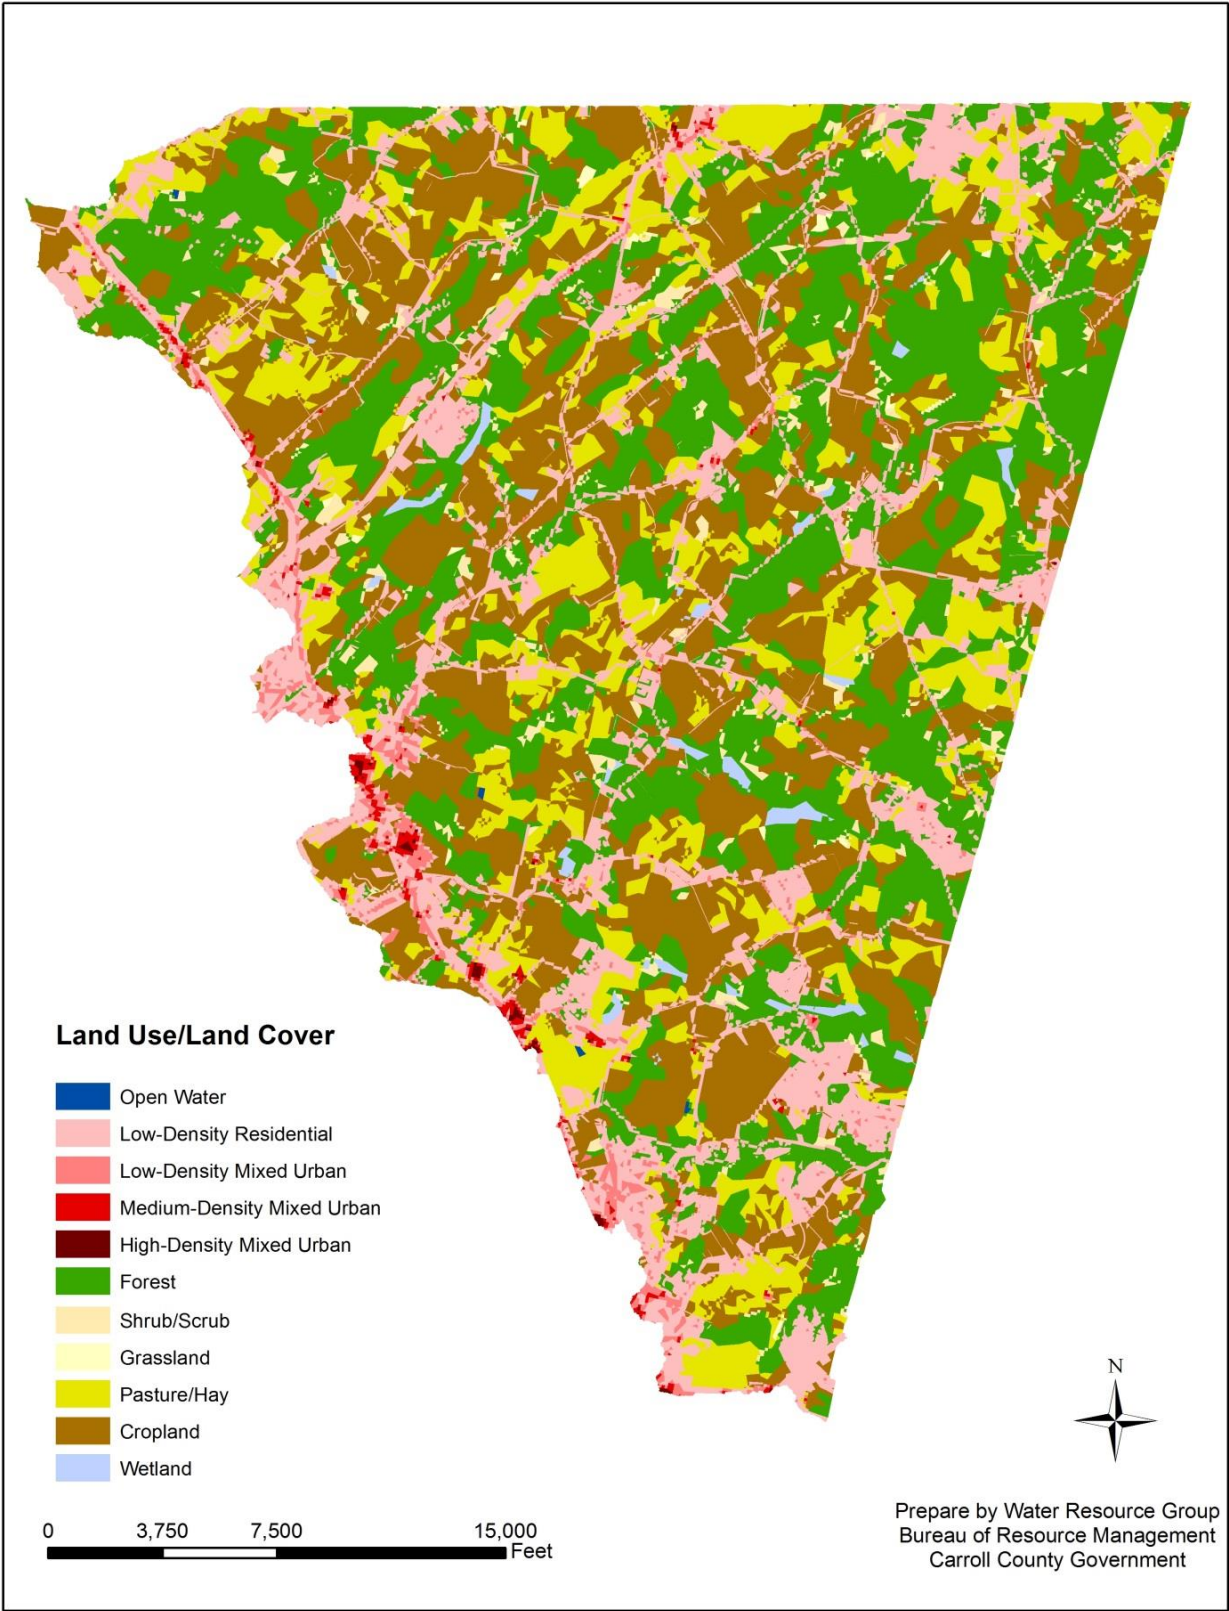 Land Use/Land Cover
Open Water
Low-Density Residential
Low-Density Mixed Urban
Medium-Density Mixed Urban
High-Density Mixed Urban
Forest
Shrub/Scrub
Grassland
Pasture/Hay
Cropland
Wetland
0 3,750 7,500 15,000
Feet
N
Prepare by Water Resource Group
Bureau of Resource Management
Carroll County Government